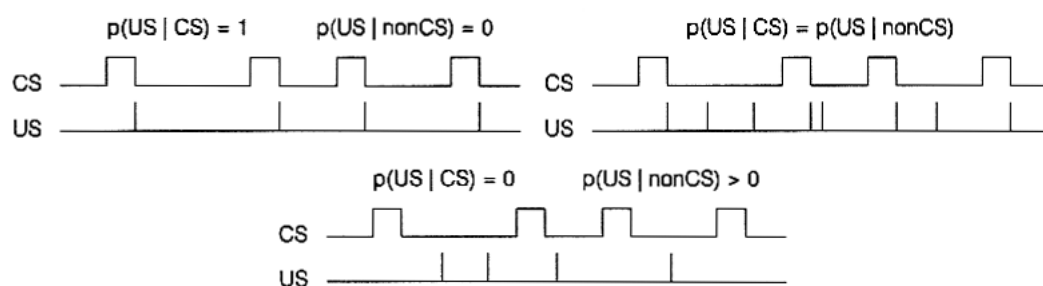 p(US | CS) = 1 p(US | nonCS) = 0
CS
US
p(US | CS) = p(US | nonCS)
CS
US
p(US | CS) = 0 p(US | nonCS) > 0
CS
US